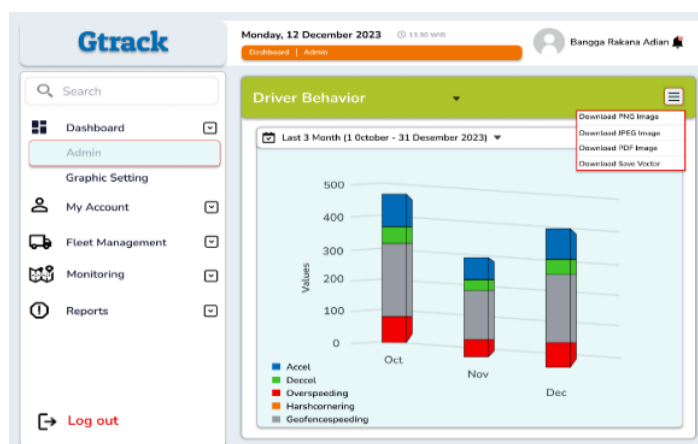 Gtrack
Monday, 12 December 2023
13.30 WIB
Dashboard | Admin
Bangga Rakana Adian
Search
Dashboard
Admin
Graphic Setting
My Account
Fleet Management
Monitoring
Reports
Log out
Driver Behavior
Download PNG Image
Download JPEG Image
Download PDF Image
Download Save Vector
Last 3 Month (1 October - 31 Desember 2023)
500
400
300
200
100
0
Values
Oct
Nov
Dec
Accel
Deccel
Overspeeding
Harshcornering
Geofencespeeding